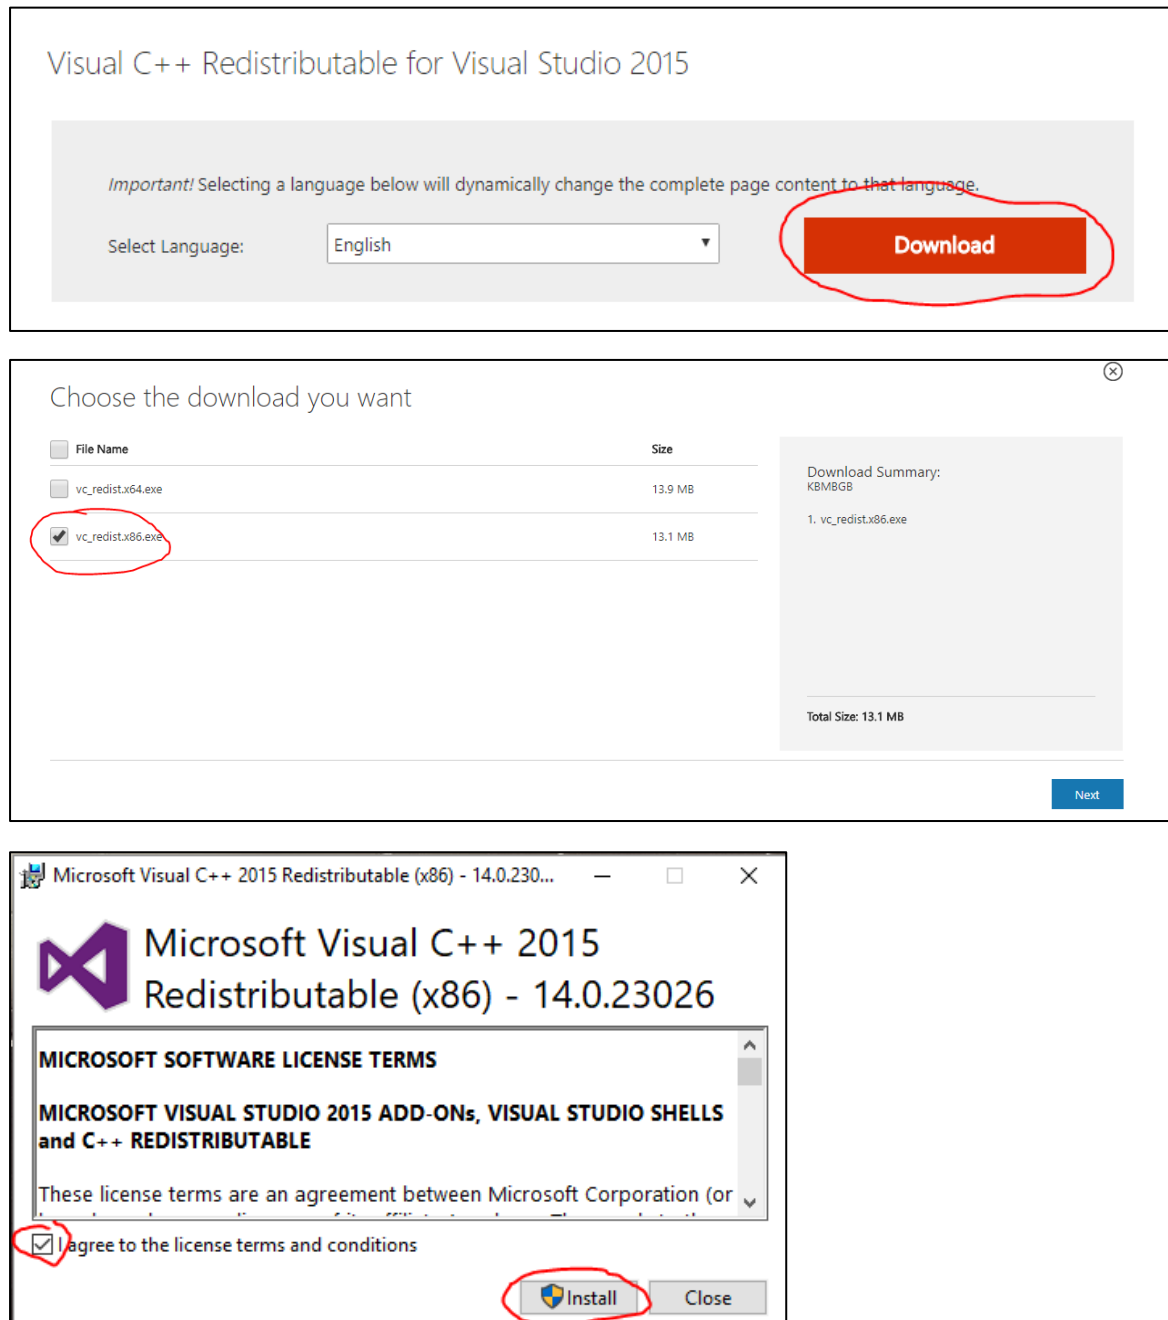 Visual C++ Redistributable for Visual Studio 2015
Important! Selecting a language below will dynamically change the complete page content to that language.
Select Language:
English
Download
Choose the download you want
File Name
Size
vc_redist.x64.exe
13.9 MB
vc_redist.x86.exe
13.1 MB
Download Summary:
KBMBGB
1. vc_redist.x86.exe
Total Size: 13.1 MB
Next
Microsoft Visual C++ 2015 Redistributable (x86) - 14.0.230...
Microsoft Visual C++ 2015
Redistributable (x86) - 14.0.23026
MICROSOFT SOFTWARE LICENSE TERMS
MICROSOFT VISUAL STUDIO 2015 ADD-ONs, VISUAL STUDIO SHELLS
and C++ REDISTRIBUTABLE
These license terms are an agreement between Microsoft Corporation (or
I agree to the license terms and conditions
Install
Close